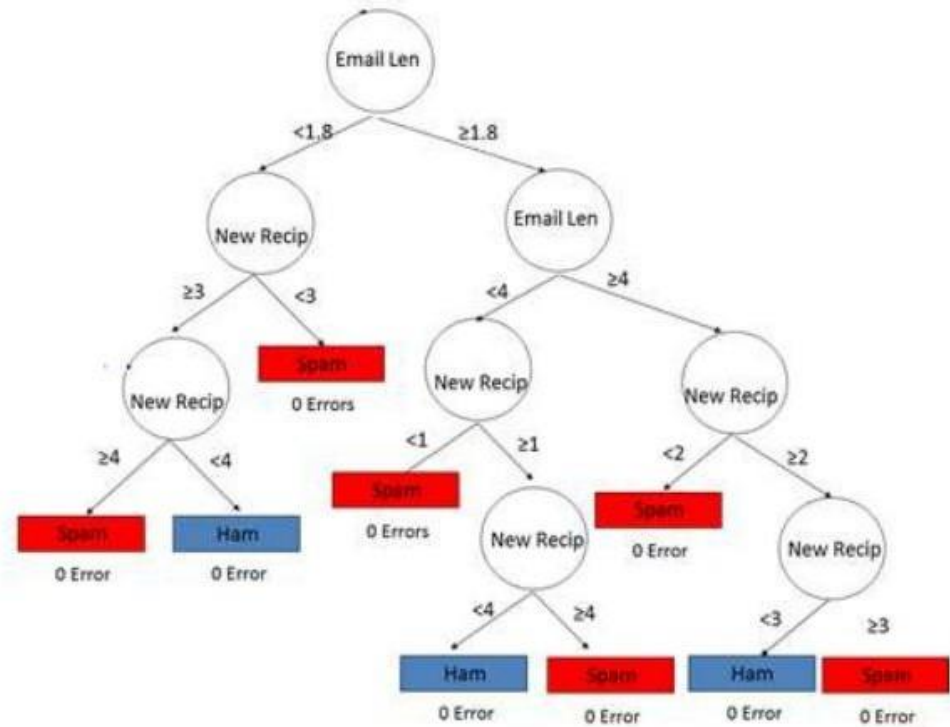 Email Len
<1.8
≥1.8
New Recip
Email Len
≥3
<3
<4
≥4
Spam
0 Errors
New Recip
New Recip
New Recip
≥4
<4
<1
≥1
<2
≥2
Spam
0 Errors
Spam
0 Error
Spam
0 Error
Ham
0 Error
New Recip
New Recip
<4
≥4
<3
≥3
Ham
0 Error
Spam
0 Error
Ham
0 Error
Spam
0 Error